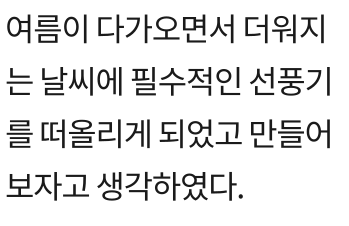 여름이 다가오면서 더워지
는 날씨에 필수적인 선풍기
를 떠올리게 되었고 만들어
보자고 생각하였다.